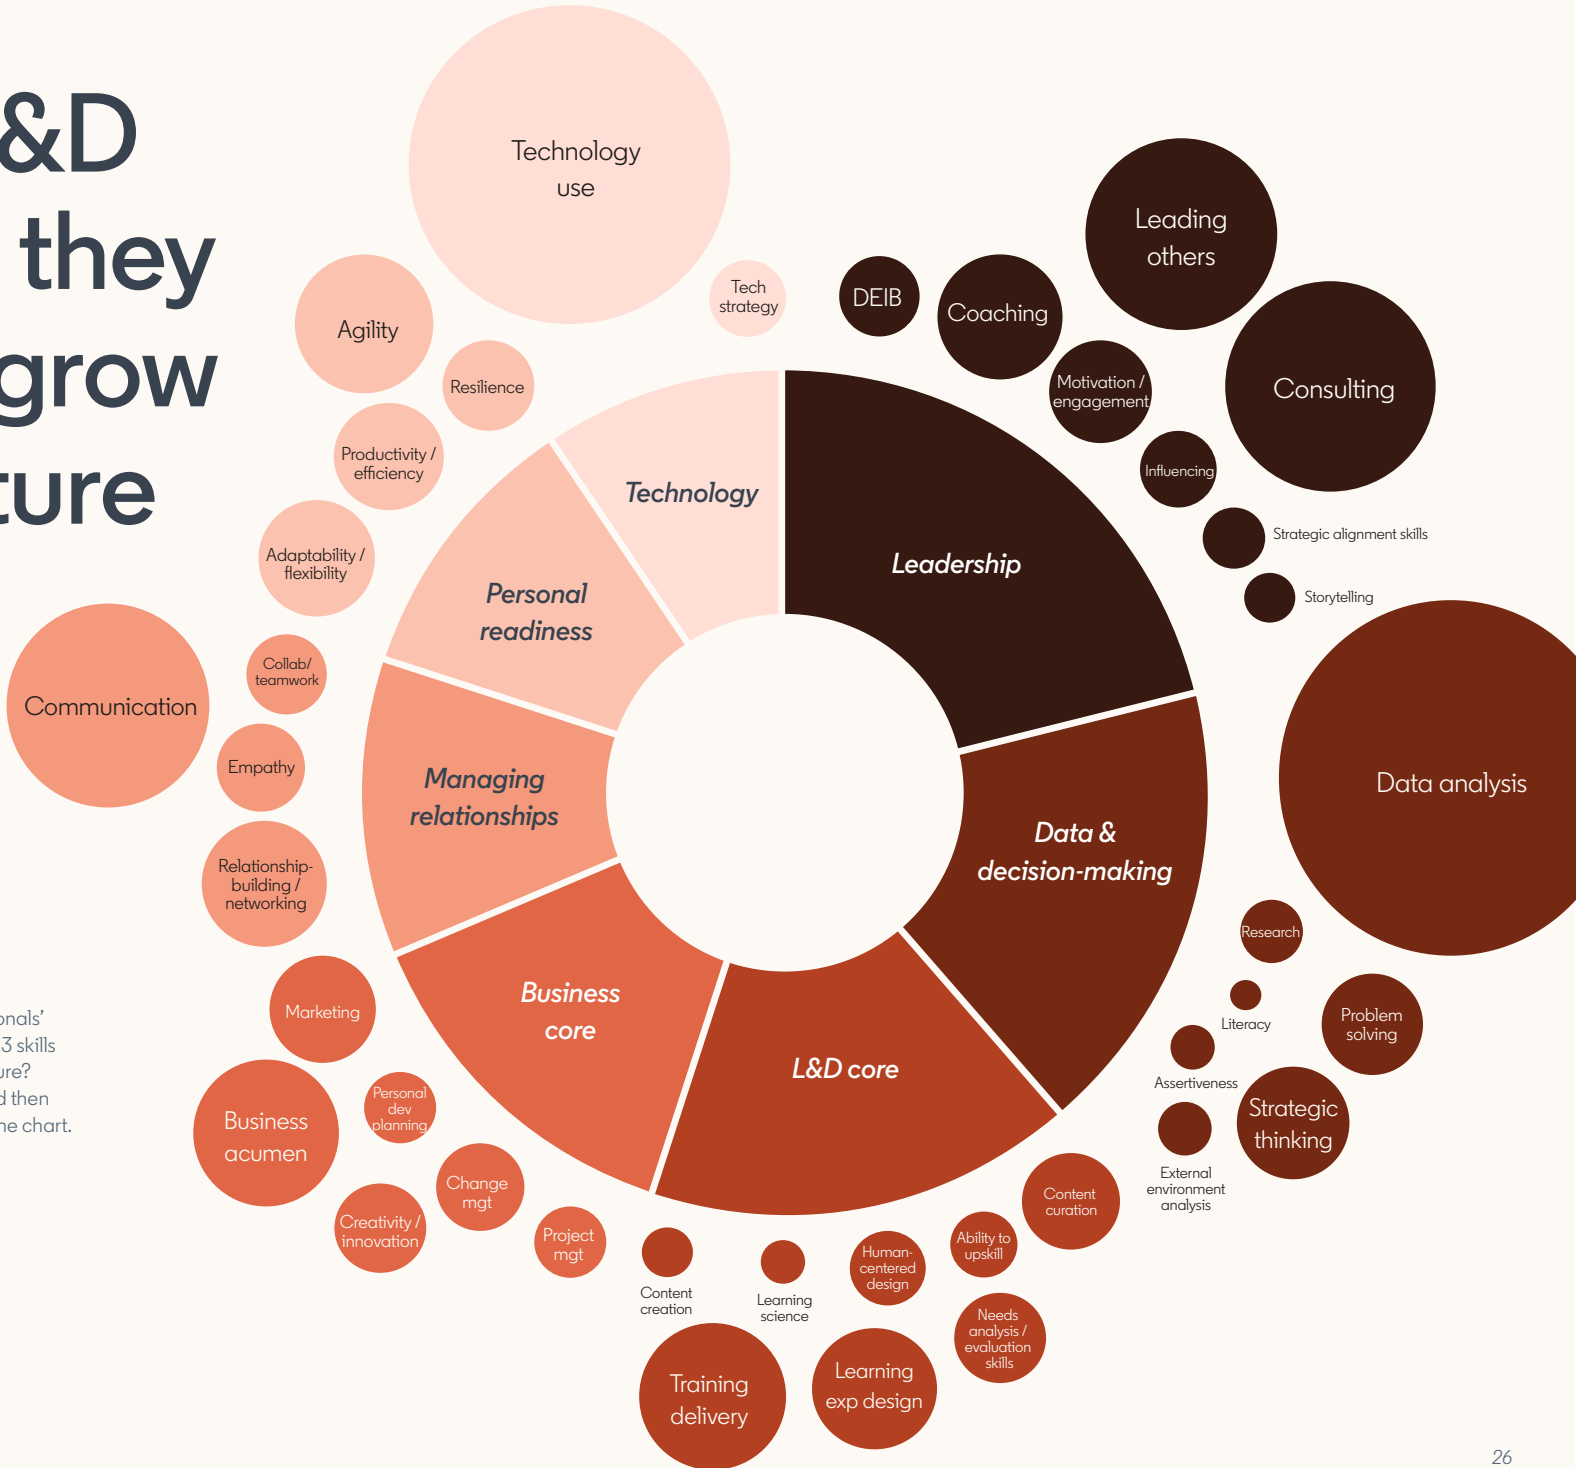 &D
they
grow
ture
onals’
3 skills
ure?
d then
ne chart.
Technology
use
Tech
strategy
Agility
Resilience
Productivity /
efficiency
Adaptability /
flexibility
Communication
Collab/
teamwork
Empathy
Relationship-
building /
networking
Marketing
Business
acumen
Personal
dev
planning
Change
mgt
Creativity /
innovation
Project
mgt
DEIB
Coaching
Leading
others
Motivation /
engagement
Consulting
Influencing
Strategic alignment skills
Storytelling
Data analysis
Research
Literacy
Problem
solving
Assertiveness
Strategic
thinking
External
environment
analysis
Content
curation
Ability to
upskill
Human-
centered
design
Needs
analysis /
evaluation
skills
Learning
science
Content
creation
Training
delivery
Learning
exp design
Technology
Leadership
Personal
readiness
Managing
relationships
Data &
decision-making
Business
core
L&D core
26